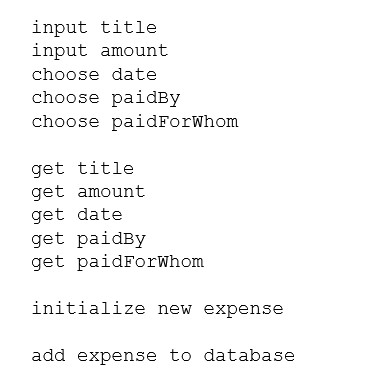 input title
input amount
choose date
choose paidBy
choose paidForWhom
get title
get amount
get date
get paidBy
get paidForWhom
initialize new expense
add expense to database